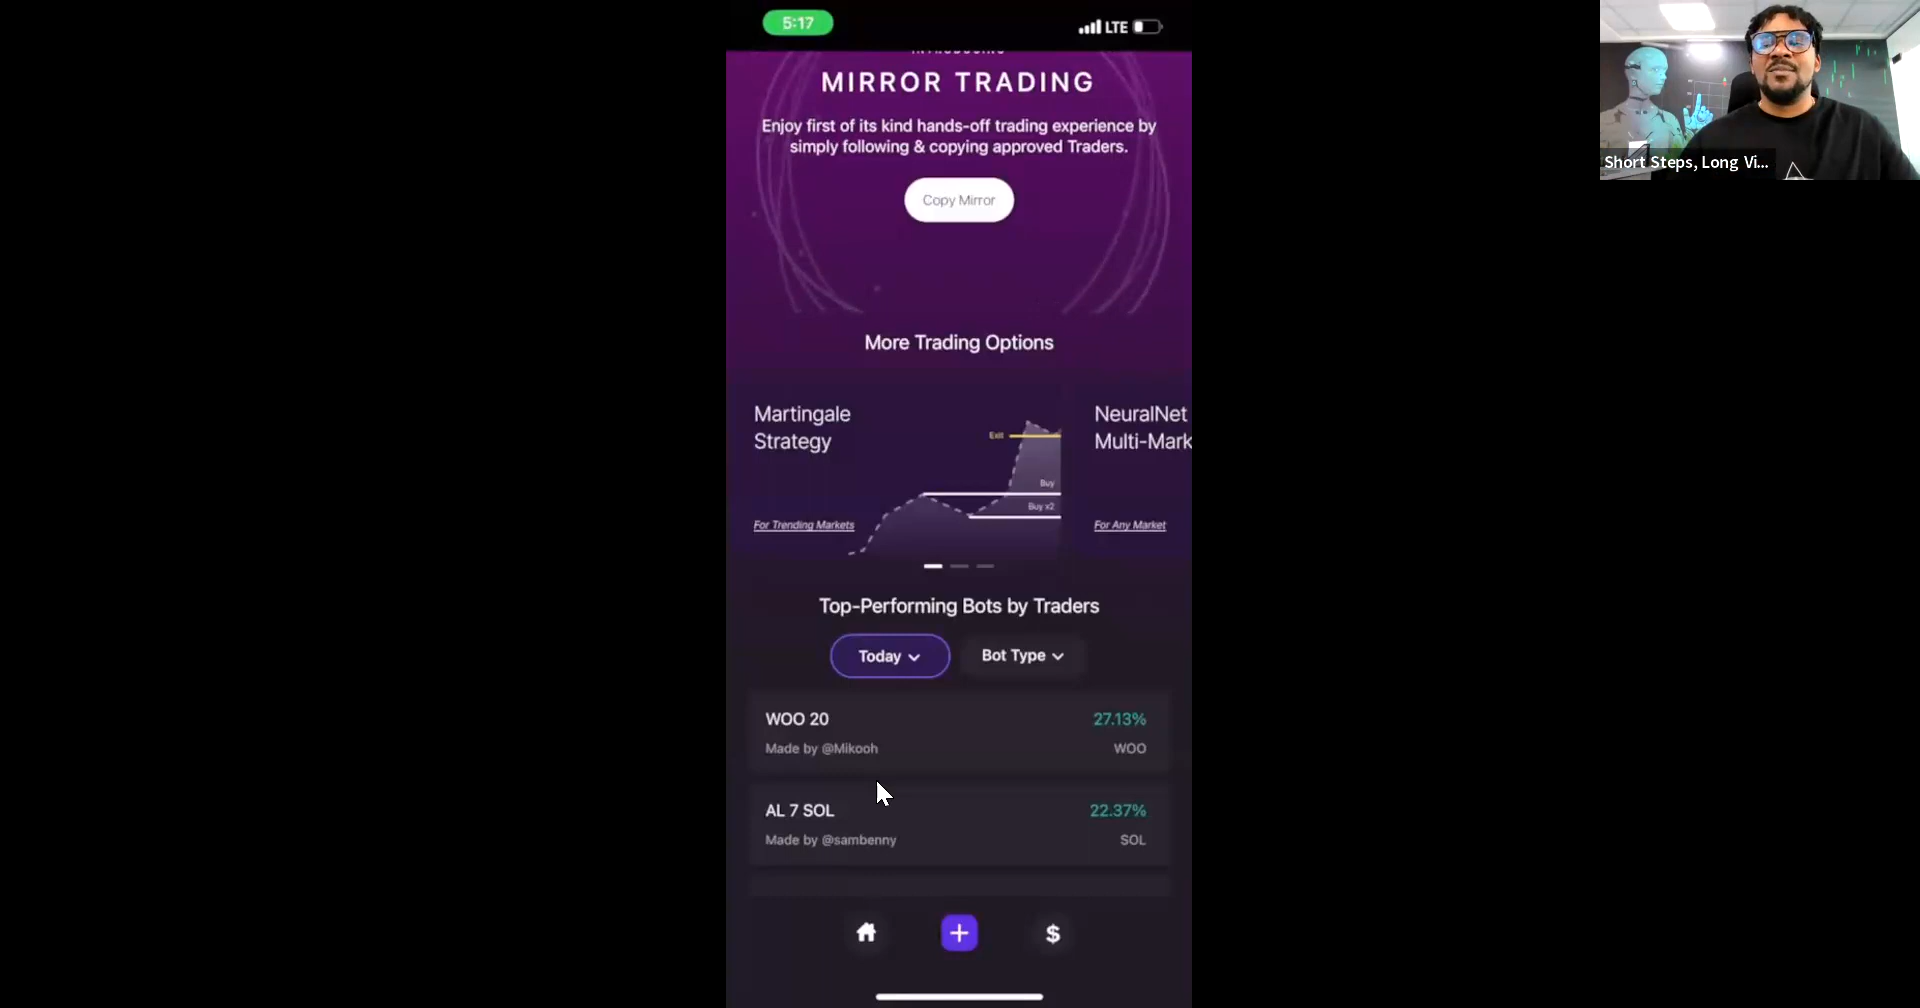 5:17
LTE
INTRODUCING
MIRROR TRADING
Enjoy first of its kind hands-off trading experience by
simply following & copying approved Traders.
Copy Mirror
More Trading Options
Martingale
Strategy
Exit
Buy
Buy x2
For Trending Markets
NeuralNet
Multi-Mark
For Any Market
Top-Performing Bots by Traders
Today
Bot Type
WOO 20
27.13%
Made by @Mikooh
WOO
AL 7 SOL
22.37%
Made by @sambenny
SOL
$
Short Steps, Long Vi...